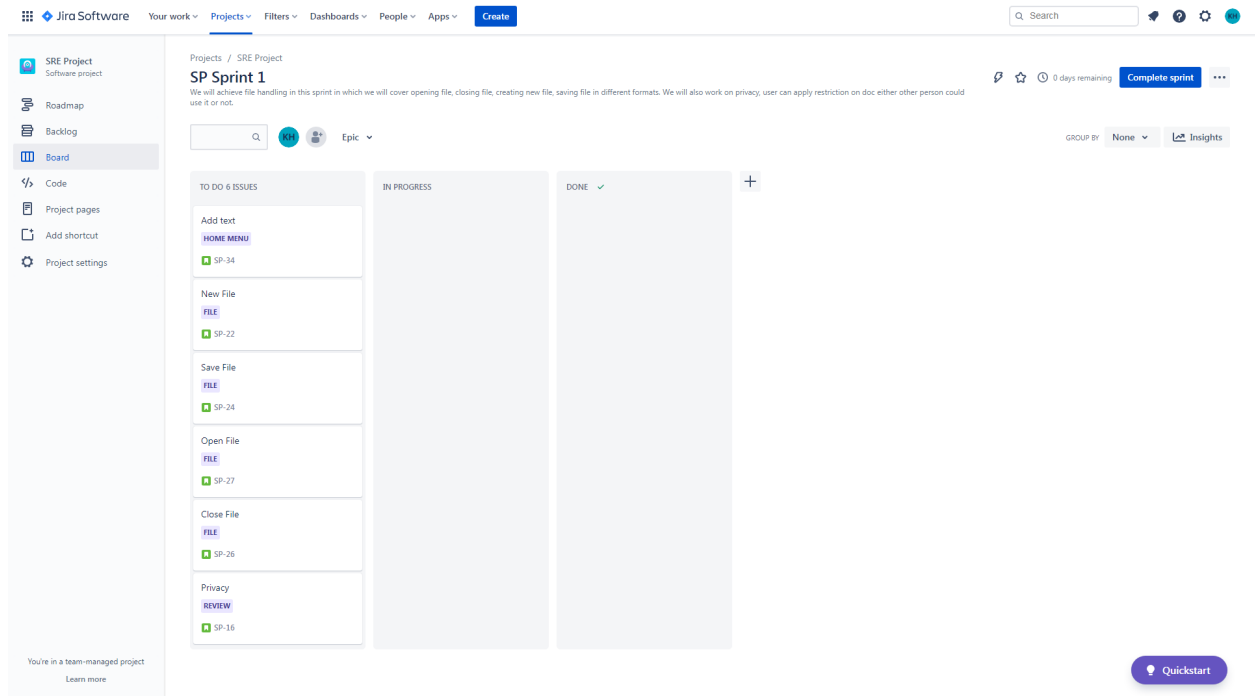 Jira Software Your work Projects Filters Dashboards People Apps Create Search KH
SRE Project
Software project
Roadmap
Backlog
Board
Code
Project pages
Add shortcut
Project settings
You're in a team-managed project
Learn more
Projects / SRE Project
SP Sprint 1
0 days remaining Complete sprint
We will achieve file handling in this sprint in which we will cover opening file, closing file, creating new file, saving file in different formats. We will also work on privacy, user can apply restriction on doc either other person could
use it or not.
KH Epic GROUP BY None Insights
TO DO 6 ISSUES IN PROGRESS DONE
Add text
HOME MENU
SP-34
New File
FILE
SP-22
Save File
FILE
SP-24
Open File
FILE
SP-27
Close File
FILE
SP-26
Privacy
REVIEW
SP-16
Quickstart